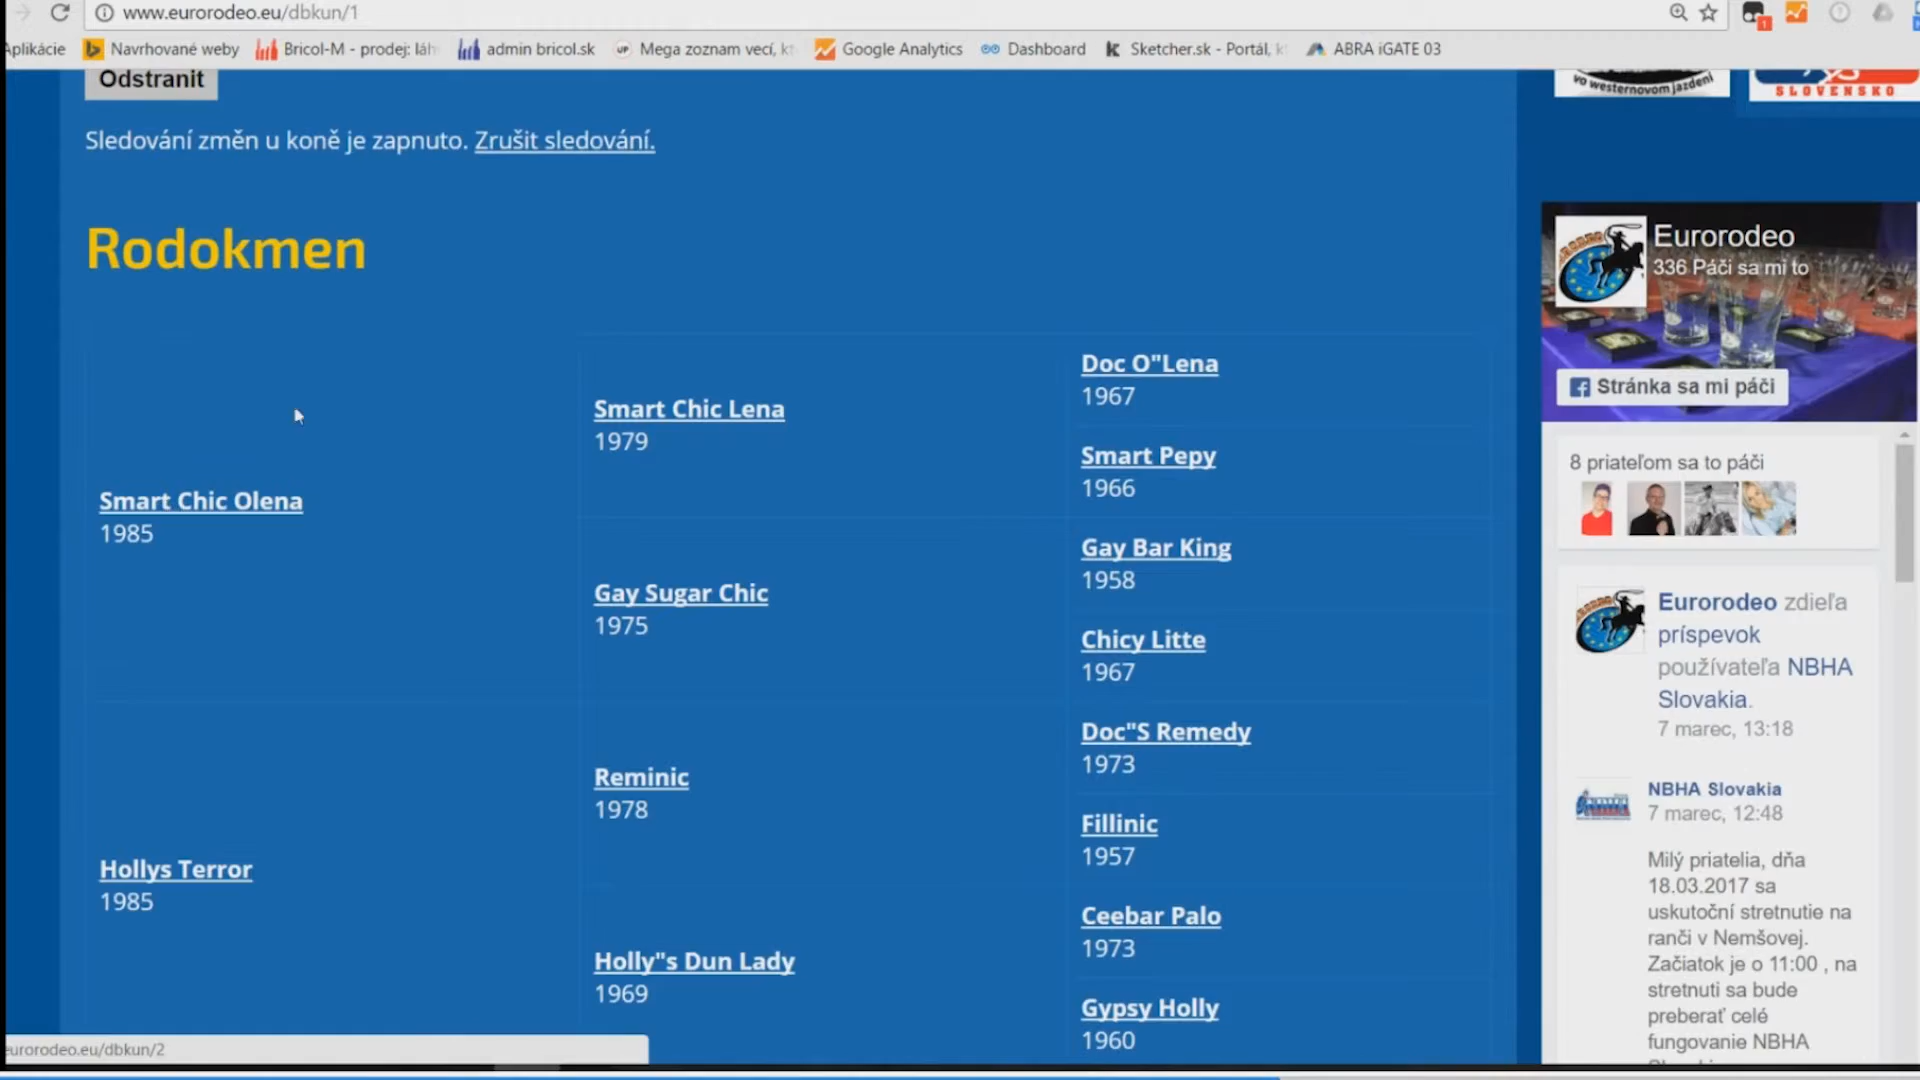 www.eurorodeo.eu/dbkun/1
Aplikácie Navrhované weby Bricol-M - prodej: láh admin bricol.sk Mega zoznam vecí, kt Google Analytics Dashboard Sketcher.sk - Portál, k ABRA iGATE 03
Odstranit
Sledování změn u koně je zapnuto. Zrušit sledování.
Rodokmen
Smart Chic Olena
1985
Hollys Terror
1985
Smart Chic Lena
1979
Gay Sugar Chic
1975
Reminic
1978
Holly"s Dun Lady
1969
Doc O"Lena
1967
Smart Pepy
1966
Gay Bar King
1958
Chicy Litte
1967
Doc"S Remedy
1973
Fillinic
1957
Ceebar Palo
1973
Gypsy Holly
1960
vo westernovom jazdení
SLOVENSKO
Eurorodeo
336 Páči sa mi to
Stránka sa mi páči
8 priateľom sa to páči
Eurorodeo zdieľa
príspevok
používateľa NBHA
Slovakia.
7 marec, 13:18
NBHA Slovakia
7 marec, 12:48
Milý priatelia, dňa
18.03.2017 sa
uskutoční stretnutie na
ranči v Nemšovej.
Začiatok je o 11:00 , na
stretnuti sa bude
preberať celé
fungovanie NBHA
eurorodeo.eu/dbkun/2